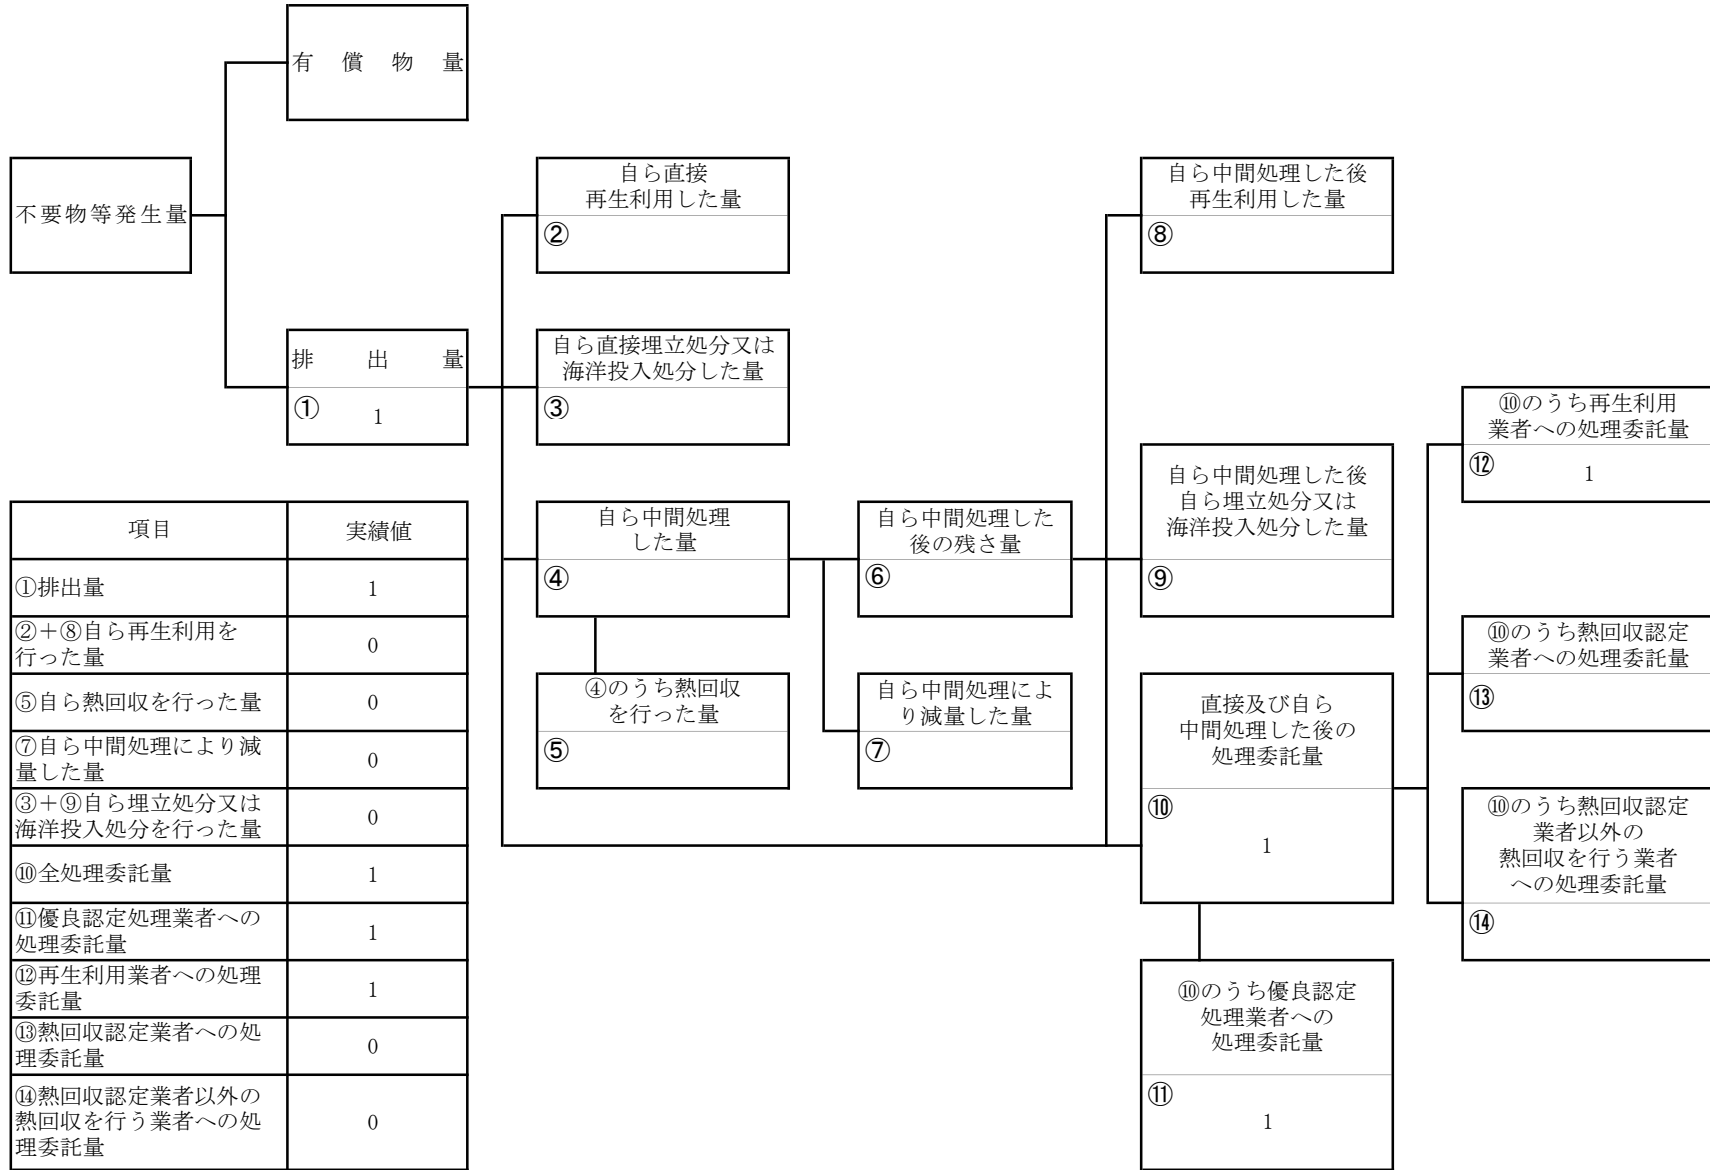 有償物量
不要物等発生量
排出量
①
1
自ら直接
再生利用した量
②
自ら直接埋立処分又は
海洋投入処分した量
③
自ら中間処理
した量
④
④のうち熱回収
を行った量
⑤
自ら中間処理した
後の残さ量
⑥
自ら中間処理によ
り減量した量
⑦
自ら中間処理した後
再生利用した量
⑧
自ら中間処理した後
自ら埋立処分又は
海洋投入処分した量
⑨
直接及び自ら
中間処理した後の
処理委託量
⑩
1
⑩のうち優良認定
処理業者への
処理委託量
⑪
1
⑩のうち再生利用
業者への処理委託量
⑫
1
⑩のうち熱回収認定
業者への処理委託量
⑬
⑩のうち熱回収認定
業者以外の
熱回収を行う業者
への処理委託量
⑭
項目 実績値
①排出量 1
②＋⑧自ら再生利用を
行った量 0
⑤自ら熱回収を行った量 0
⑦自ら中間処理により減
量した量 0
③＋⑨自ら埋立処分又は
海洋投入処分を行った量 0
⑩全処理委託量 1
⑪優良認定処理業者への
処理委託量 1
⑫再生利用業者への処理
委託量 1
⑬熱回収認定業者への処
理委託量 0
⑭熱回収認定業者以外の
熱回収を行う業者への処
理委託量 0